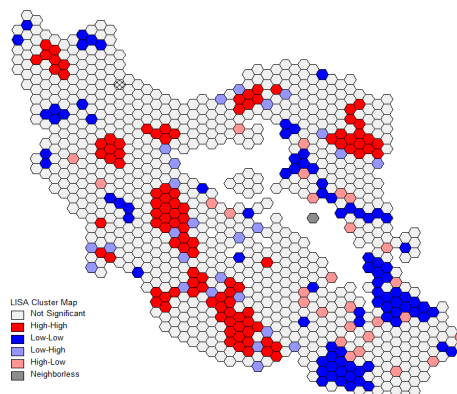 LISA Cluster Map
Not Significant
High-High
Low-Low
Low-High
High-Low
Neighborless